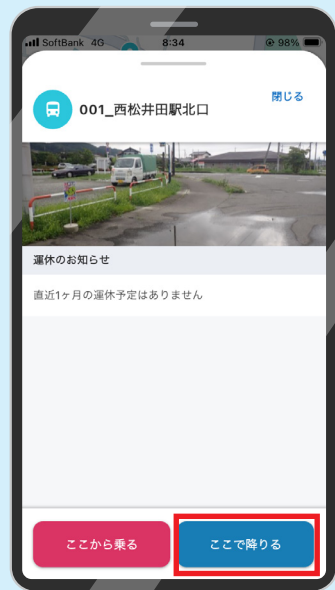 SoftBank 4G 8:34 98%
閉じる
001_西松井田駅北口
運休のお知らせ
直近1ヶ月の運休予定はありません
ここから乗る
ここで降りる